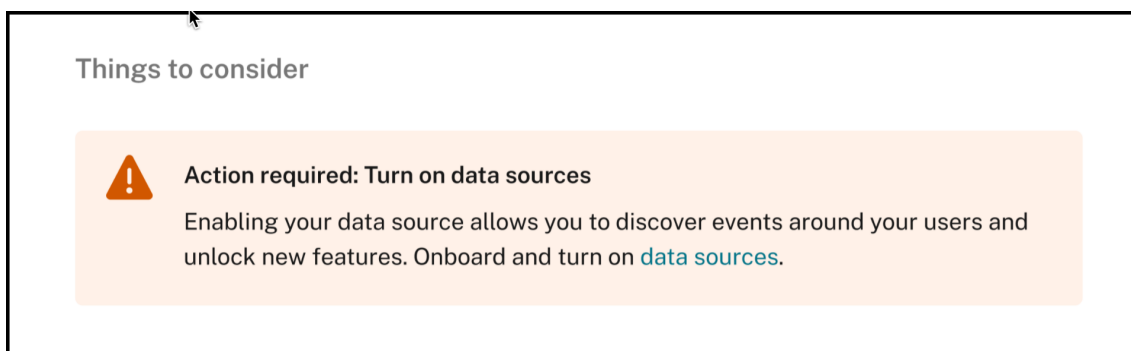 Things to consider
Action required: Turn on data sources
Enabling your data source allows you to discover events around your users and
unlock new features. Onboard and turn on data sources.